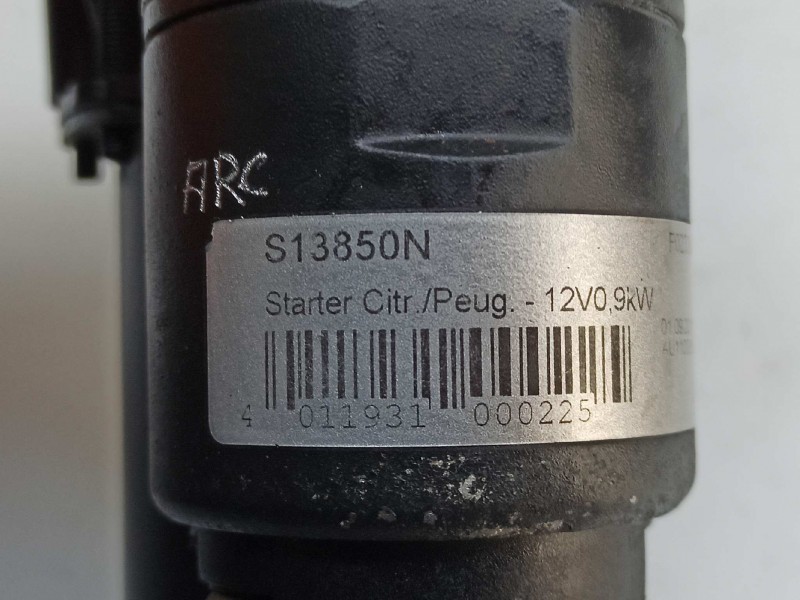 ARC
S13850N
Starter Citr./Peug. - 12V0,9kW
4 011931 000225